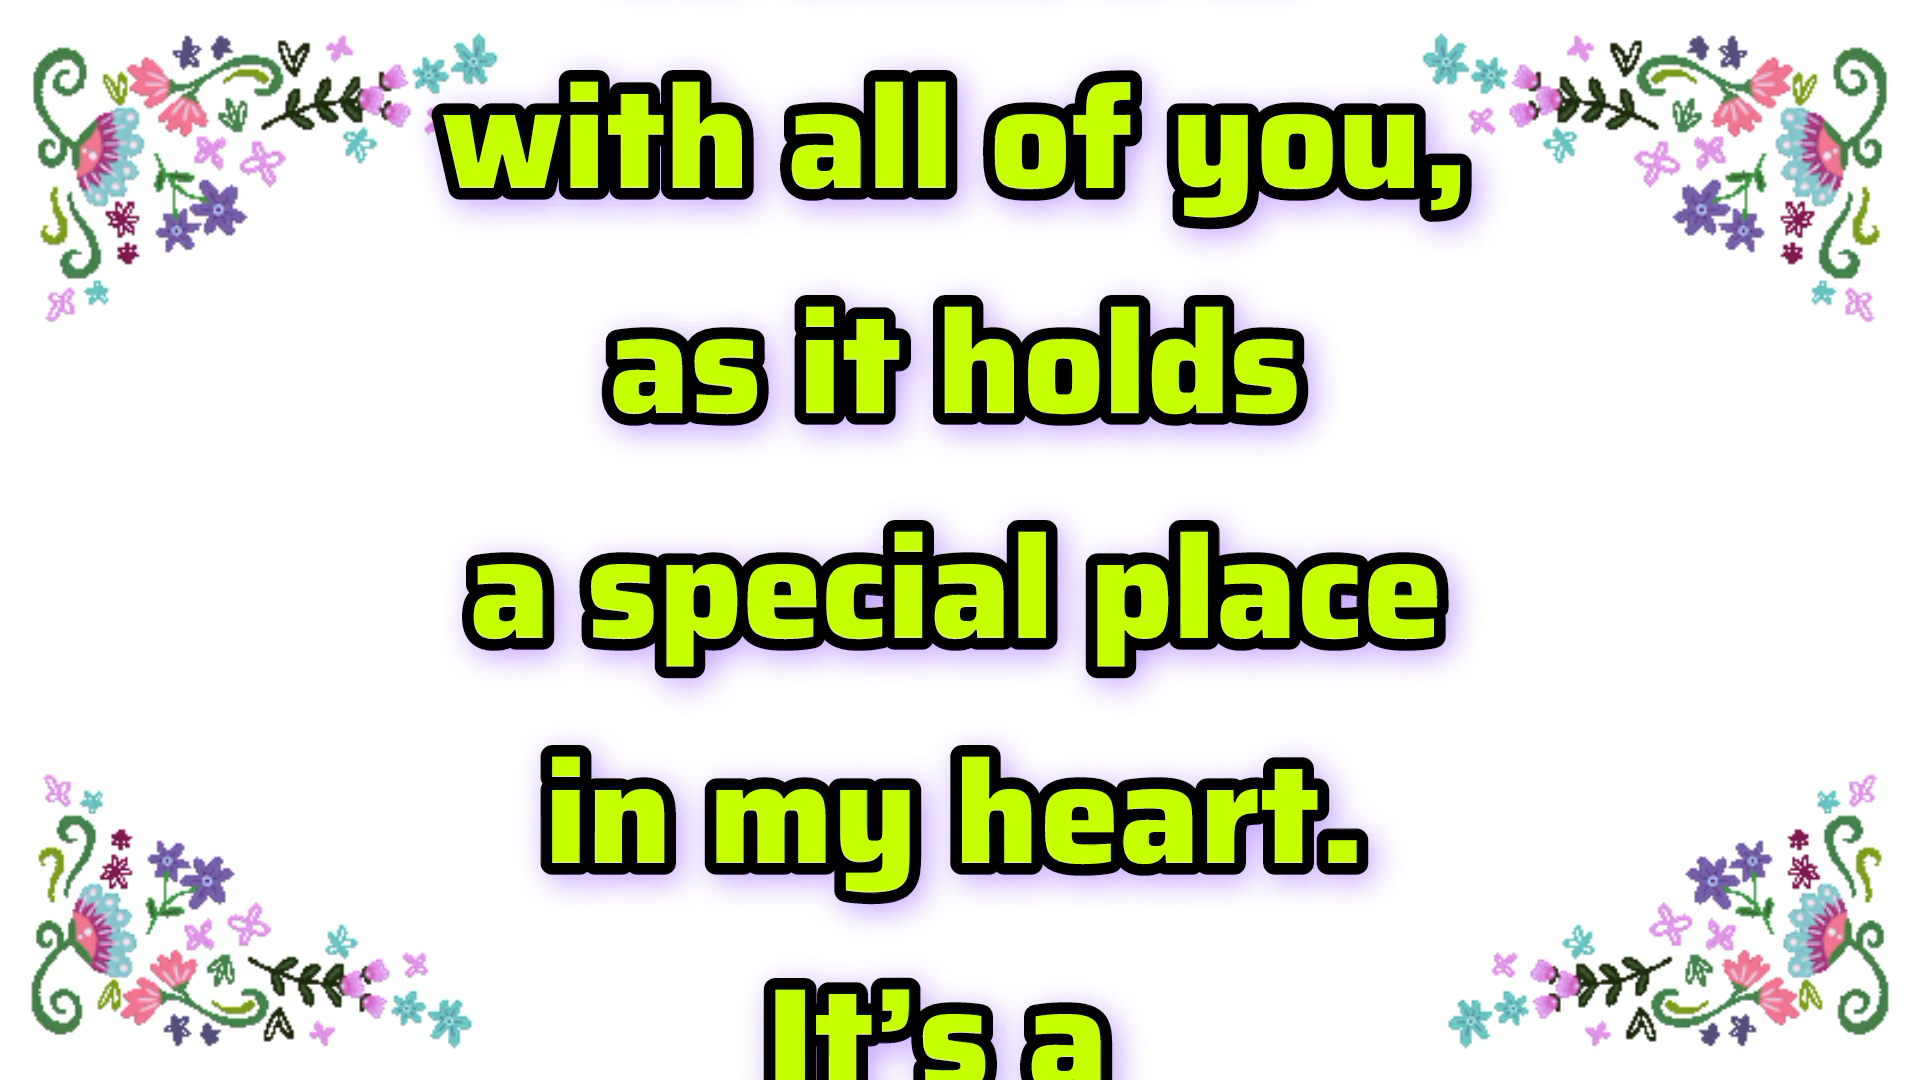 with all of you,
as it holds
a special place
in my heart.
It’s a